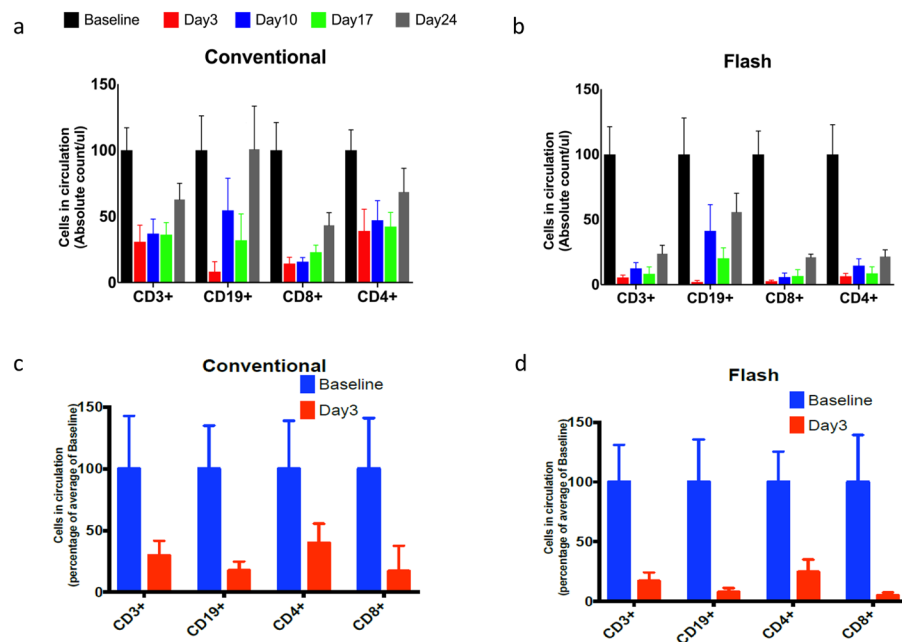 Baseline Day3 Day10 Day17 Day24
a
Conventional
150
100
50
0
Cells in circulation
(Absolute count/ul)
CD3+ CD19+ CD8+ CD4+
b
Flash
150
100
50
0
Cells in circulation
(Absolute count/ul)
CD3+ CD19+ CD8+ CD4+
c
Conventional
Baseline
Day3
150
100
50
0
Cells in circulation
(percentage of average of Baseline)
CD3+ CD19+ CD4+ CD8+
d
Flash
Baseline
Day3
150
100
50
0
Cells in circulation
(percentage of average of Baseline)
CD3+ CD19+ CD4+ CD8+